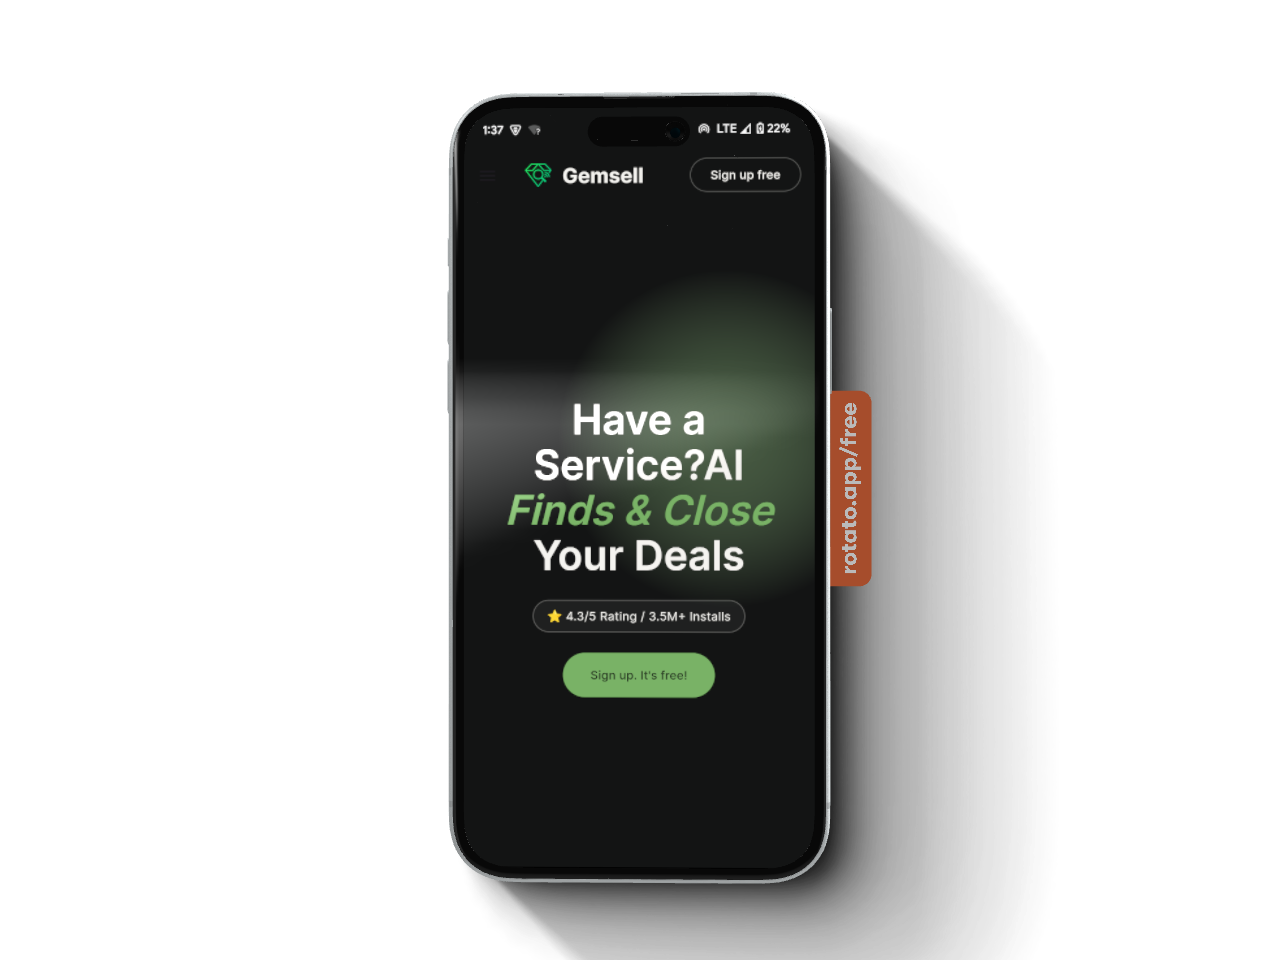 1:37
LTE 22%
Gemsell
Sign up free
Have a
Service?AI
Finds & Close
Your Deals
4.3/5 Rating / 3.5M+ Installs
Sign up. It's free!
rotato.app/free